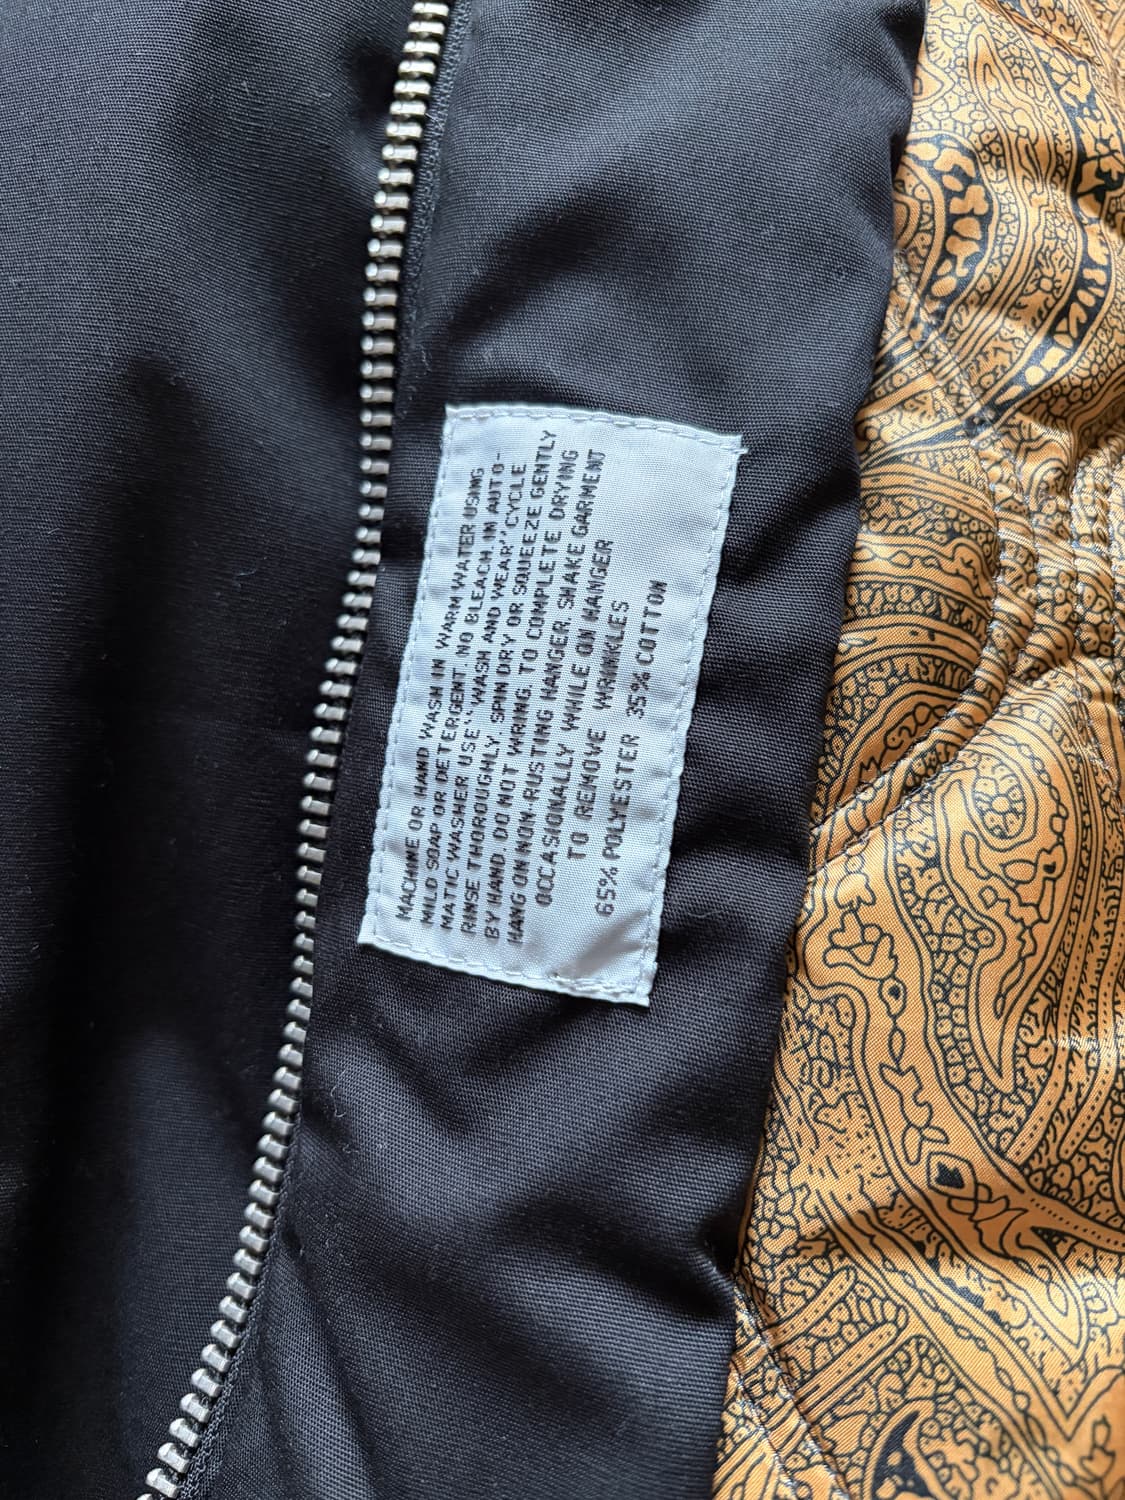 MACHINE OR HAND WASH IN WARM WATER USING
MILD SOAP OR DETERGENT. NO BLEACH. IM AUTO-
MATIC WASHER USE "WASH AND WEAR" CYCLE
RINSE THOROUGHLY. SPIN DRY OR SQUEEZE GENTLY
BY HAND DO NOT WRING. TO COMPLETE DRYING
HANG ON NON-RUSTING HANGER. SHAKE GARMENT
OCCASIONALLY WHILE ON HANGER
TO REMOVE WRINKLES
65% POLYESTER 35% COTTON